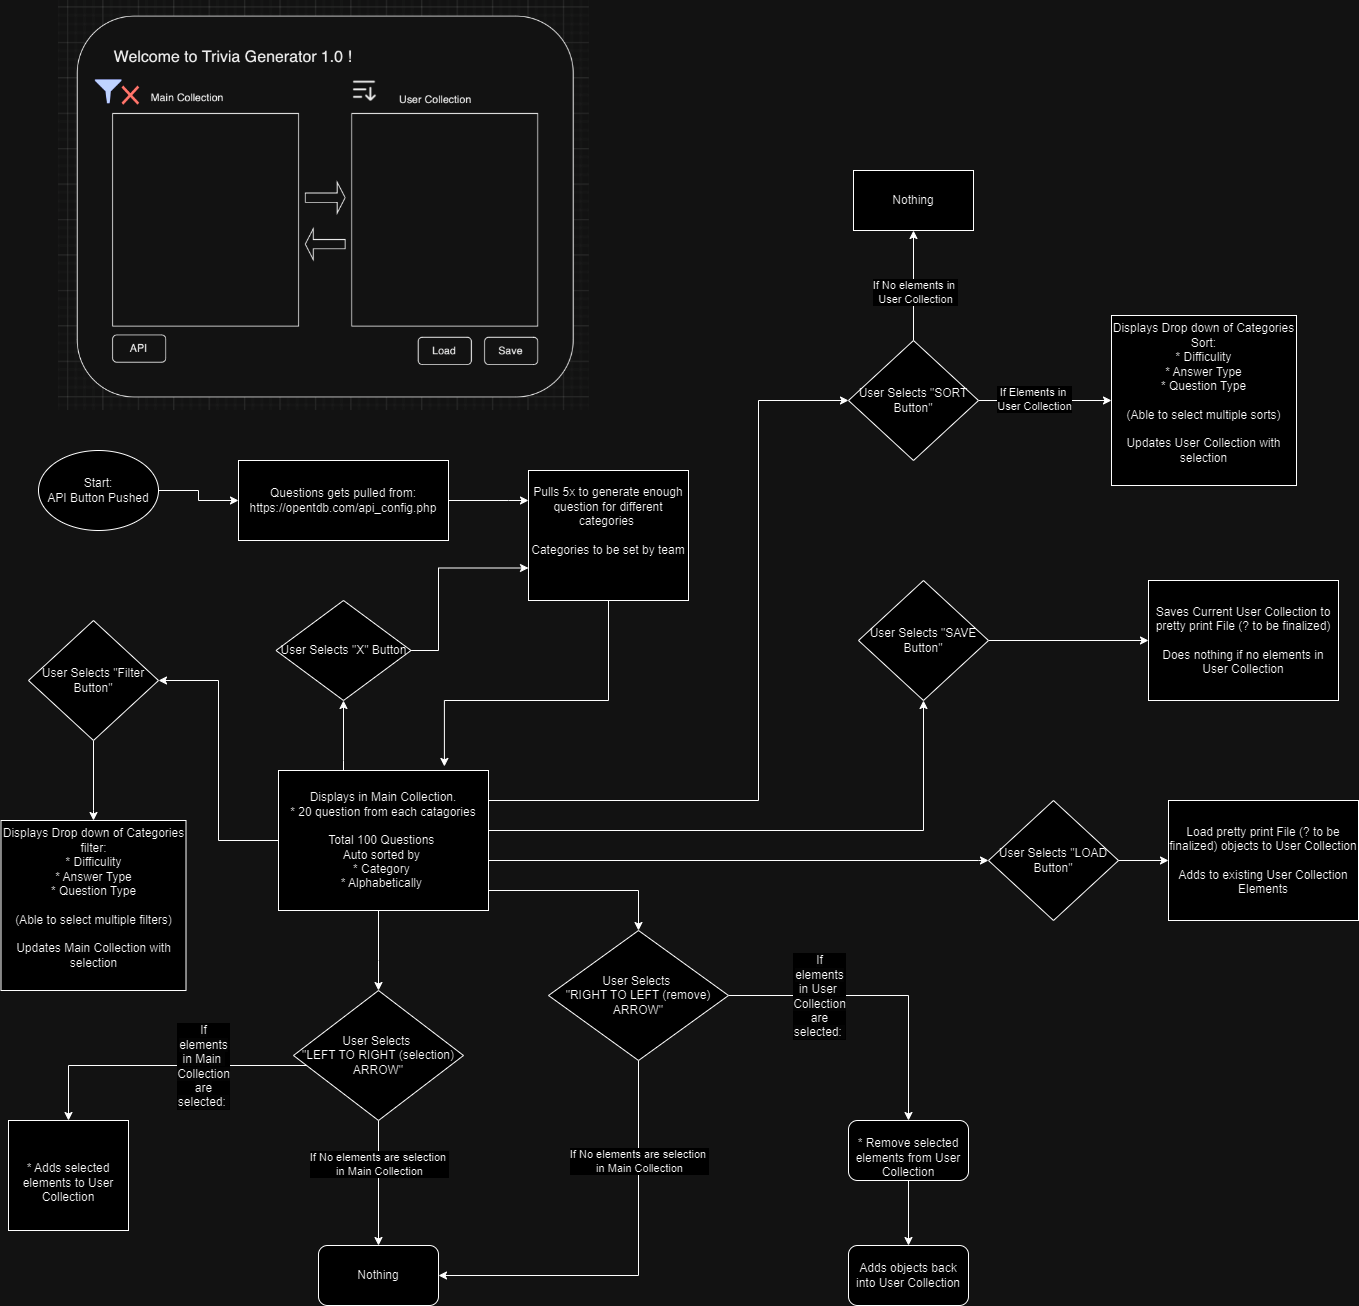 Welcome to Trivia Generator 1.0 !
Main Collection
User Collection
API
Load
Save
Nothing
If No elements in
User Collection
User Selects "SORT
Button"
If Elements in
User Collection
Displays Drop down of Categories
Sort:
* Difficulity
* Answer Type
* Question Type
(Able to select multiple sorts)
Updates User Collection with
selection
Start:
API Button Pushed
Questions gets pulled from:
https://opentdb.com/api_config.php
Pulls 5x to generate enough
question for different
categories
Categories to be set by team
User Selects "X" Button
User Selects "Filter
Button"
User Selects "SAVE
Button"
Saves Current User Collection to
pretty print File (? to be finalized)
Does nothing if no elements in
User Collection
Displays in Main Collection.
* 20 question from each catagories
Total 100 Questions
Auto sorted by
* Category
* Alphabetically
Displays Drop down of Categories
filter:
* Difficulity
* Answer Type
* Question Type
(Able to select multiple filters)
Updates Main Collection with
selection
User Selects "LOAD
Button"
Load pretty print File (? to be
finalized) objects to User Collection
Adds to existing User Collection
Elements
User Selects
"RIGHT TO LEFT (remove)
ARROW"
If
elements
in User
Collection
are
selected:
User Selects
"LEFT TO RIGHT (selection)
ARROW"
If
elements
in Main
Collection
are
selected:
* Adds selected
elements to User
Collection
If No elements are selection
in Main Collection
If No elements are selection
in Main Collection
* Remove selected
elements from User
Collection
Nothing
Adds objects back
into User Collection